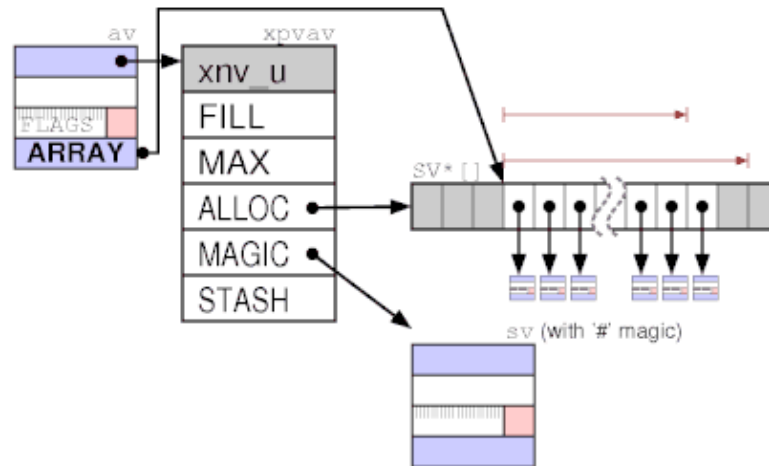 av
xpvav
xnv_u
FLAGS
ARRAY
FILL
MAX
ALLOC
MAGIC
STASH
SV* []
sv (with '#' magic)